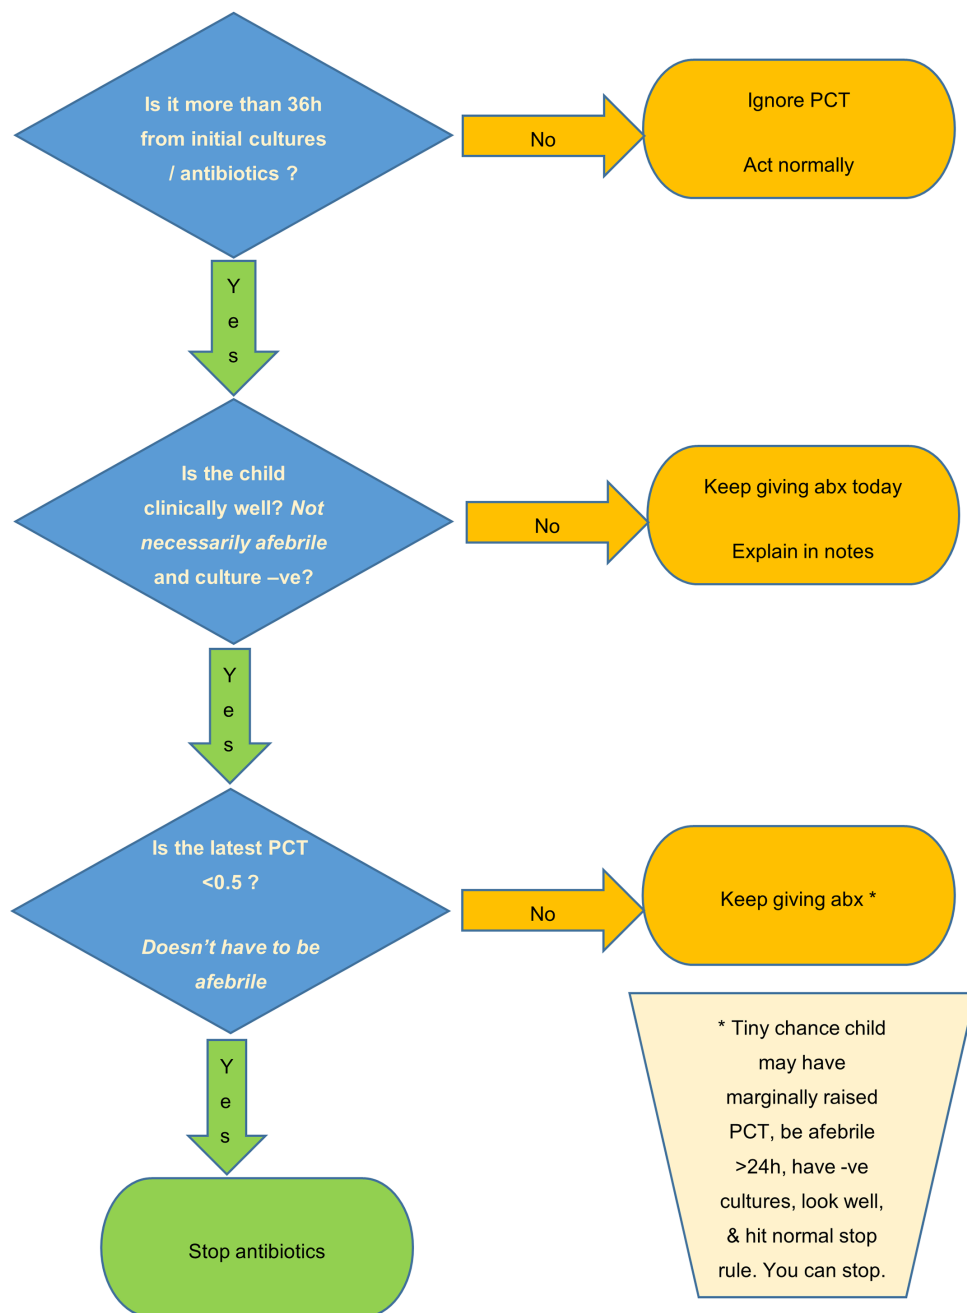 Is it more than 36h
from initial cultures
/ antibiotics ?
No
Ignore PCT
Act normally
Yes
Is the child
clinically well? Not
necessarily afebrile
and culture –ve?
No
Keep giving abx today
Explain in notes
Yes
Is the latest PCT
<0.5 ?
Doesn't have to be
afebrile
No
Keep giving abx *
Yes
Stop antibiotics
* Tiny chance child
may have
marginally raised
PCT, be afebrile
>24h, have -ve
cultures, look well,
& hit normal stop
rule. You can stop.